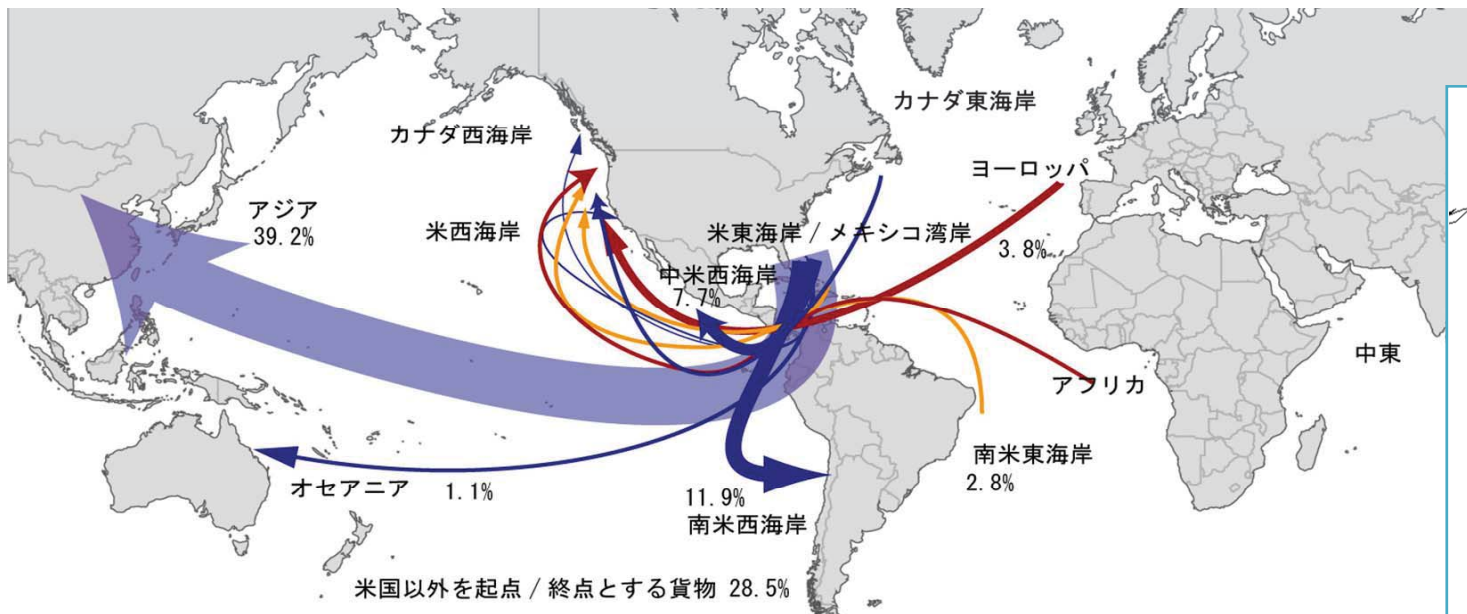 カナダ東海岸
カナダ西海岸
ヨーロッパ
アジア
39.2%
米西海岸
米東海岸 / メキシコ湾岸
3.8%
中米西海岸
7.7%
中東
アフリカ
南米東海岸
2.8%
オセアニア
1.1%
11.9%
南米西海岸
米国以外を起点 / 終点とする貨物 28.5%